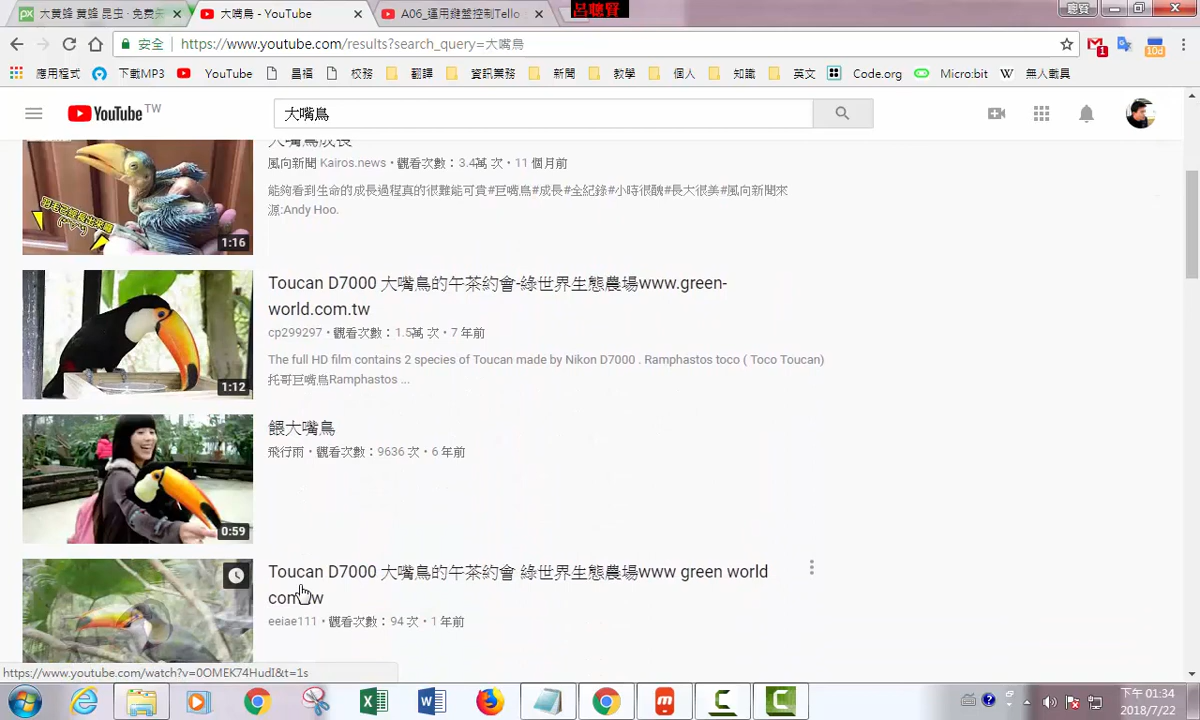 大黃蜂 黃蜂 昆虫 · 免費矢
大嘴鳥 - YouTube
A06_運用鍵盤控制Tello
呂聰賢
聰賢
安全
https://www.youtube.com/results?search_query=大嘴鳥
1
10d
應用程式
下載MP3
YouTube
昌福
校務
翻譯
資訊業務
新聞
教學
個人
知識
英文
Code.org
Micro:bit
無人載具
YouTube TW
大嘴鳥
大嘴鳥成長
風向新聞 Kairos.news • 觀看次數：3.4萬 次 • 11 個月前
能夠看到生命的成長過程真的很難能可貴#巨嘴鳥#成長#全紀錄#小時很醜#長大很美#風向新聞來
源:Andy Hoo.
1:16
Toucan D7000 大嘴鳥的午茶約會-綠世界生態農場www.green-
world.com.tw
cp299297 • 觀看次數：1.5萬 次 • 7 年前
The full HD film contains 2 species of Toucan made by Nikon D7000 . Ramphastos toco ( Toco Toucan)
托哥巨嘴鳥Ramphastos ...
1:12
餵大嘴鳥
飛行雨 • 觀看次數：9636 次 • 6 年前
0:59
Toucan D7000 大嘴鳥的午茶約會 綠世界生態農場www green world
com tw
eeiae111 • 觀看次數：94 次 • 1 年前
https://www.youtube.com/watch?v=0OMEK74HudI&t=1s
下午 01:34
2018/7/22